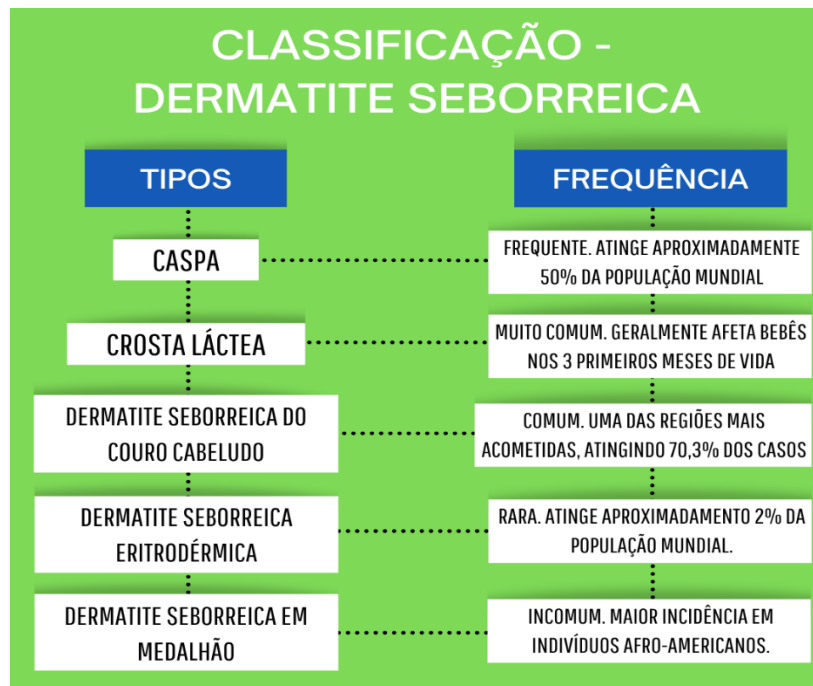 CLASSIFICAÇÃO -
DERMATITE SEBORREICA
TIPOS
FREQUÊNCIA
CASPA
FREQUENTE. ATINGE APROXIMADAMENTE
50% DA POPULAÇÃO MUNDIAL
CROSTA LÁCTEA
MUITO COMUM. GERALMENTE AFETA BEBÊS
NOS 3 PRIMEIROS MESES DE VIDA
DERMATITE SEBORREICA DO
COURO CABELUDO
COMUM. UMA DAS REGIÕES MAIS
ACOMETIDAS, ATINGINDO 70,3% DOS CASOS
DERMATITE SEBORREICA
ERITRODÉRMICA
RARA. ATINGE APROXIMADAMENTO 2% DA
POPULAÇÃO MUNDIAL.
DERMATITE SEBORREICA EM
MEDALHÃO
INCOMUM. MAIOR INCIDÊNCIA EM
INDIVÍDUOS AFRO-AMERICANOS.